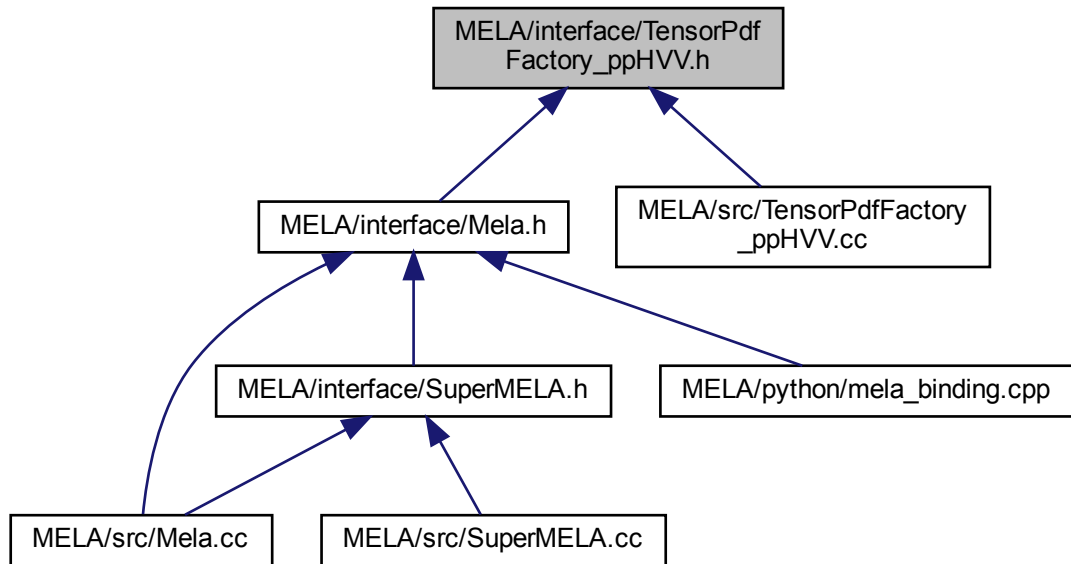 MELA/interface/TensorPdf
Factory_ppHVV.h
MELA/interface/Mela.h
MELA/src/TensorPdfFactory
_ppHVV.cc
MELA/interface/SuperMELA.h
MELA/python/mela_binding.cpp
MELA/src/Mela.cc
MELA/src/SuperMELA.cc